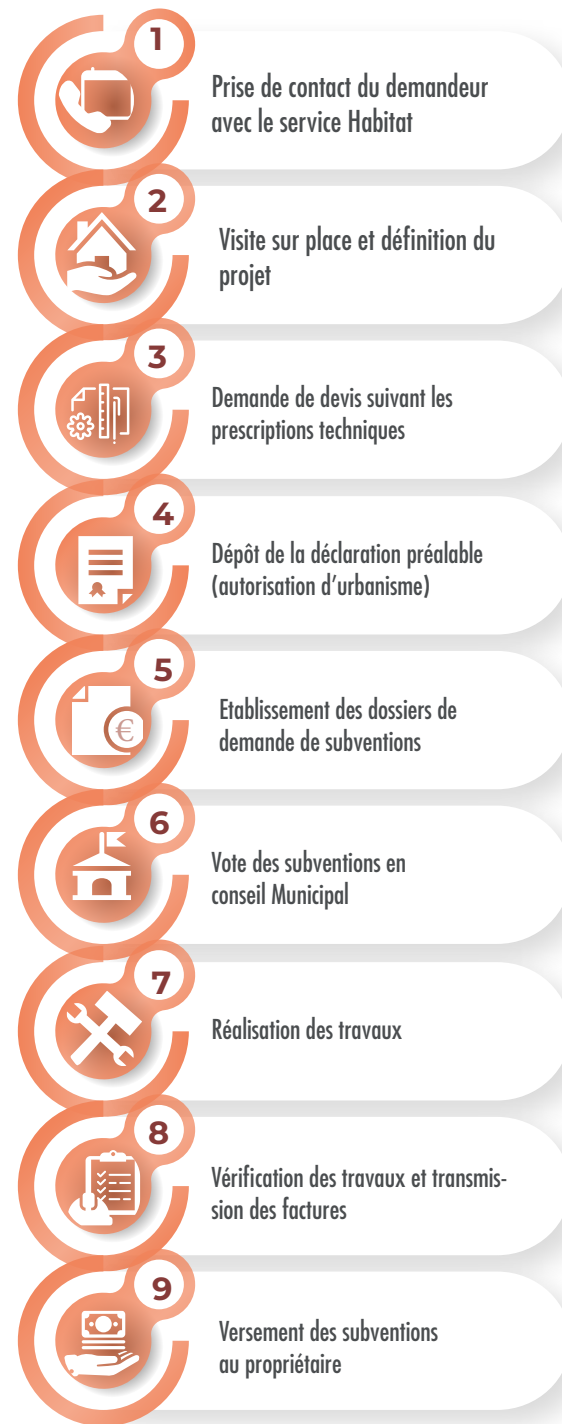 1
Prise de contact du demandeur
avec le service Habitat
2
Visite sur place et définition du
projet
3
Demande de devis suivant les
prescriptions techniques
4
Dépôt de la déclaration préalable
(autorisation d'urbanisme)
5
Etablissement des dossiers de
demande de subventions
€
6
Vote des subventions en
conseil Municipal
7
Réalisation des travaux
8
Vérification des travaux et transmis-
sion des factures
9
Versement des subventions
au propriétaire